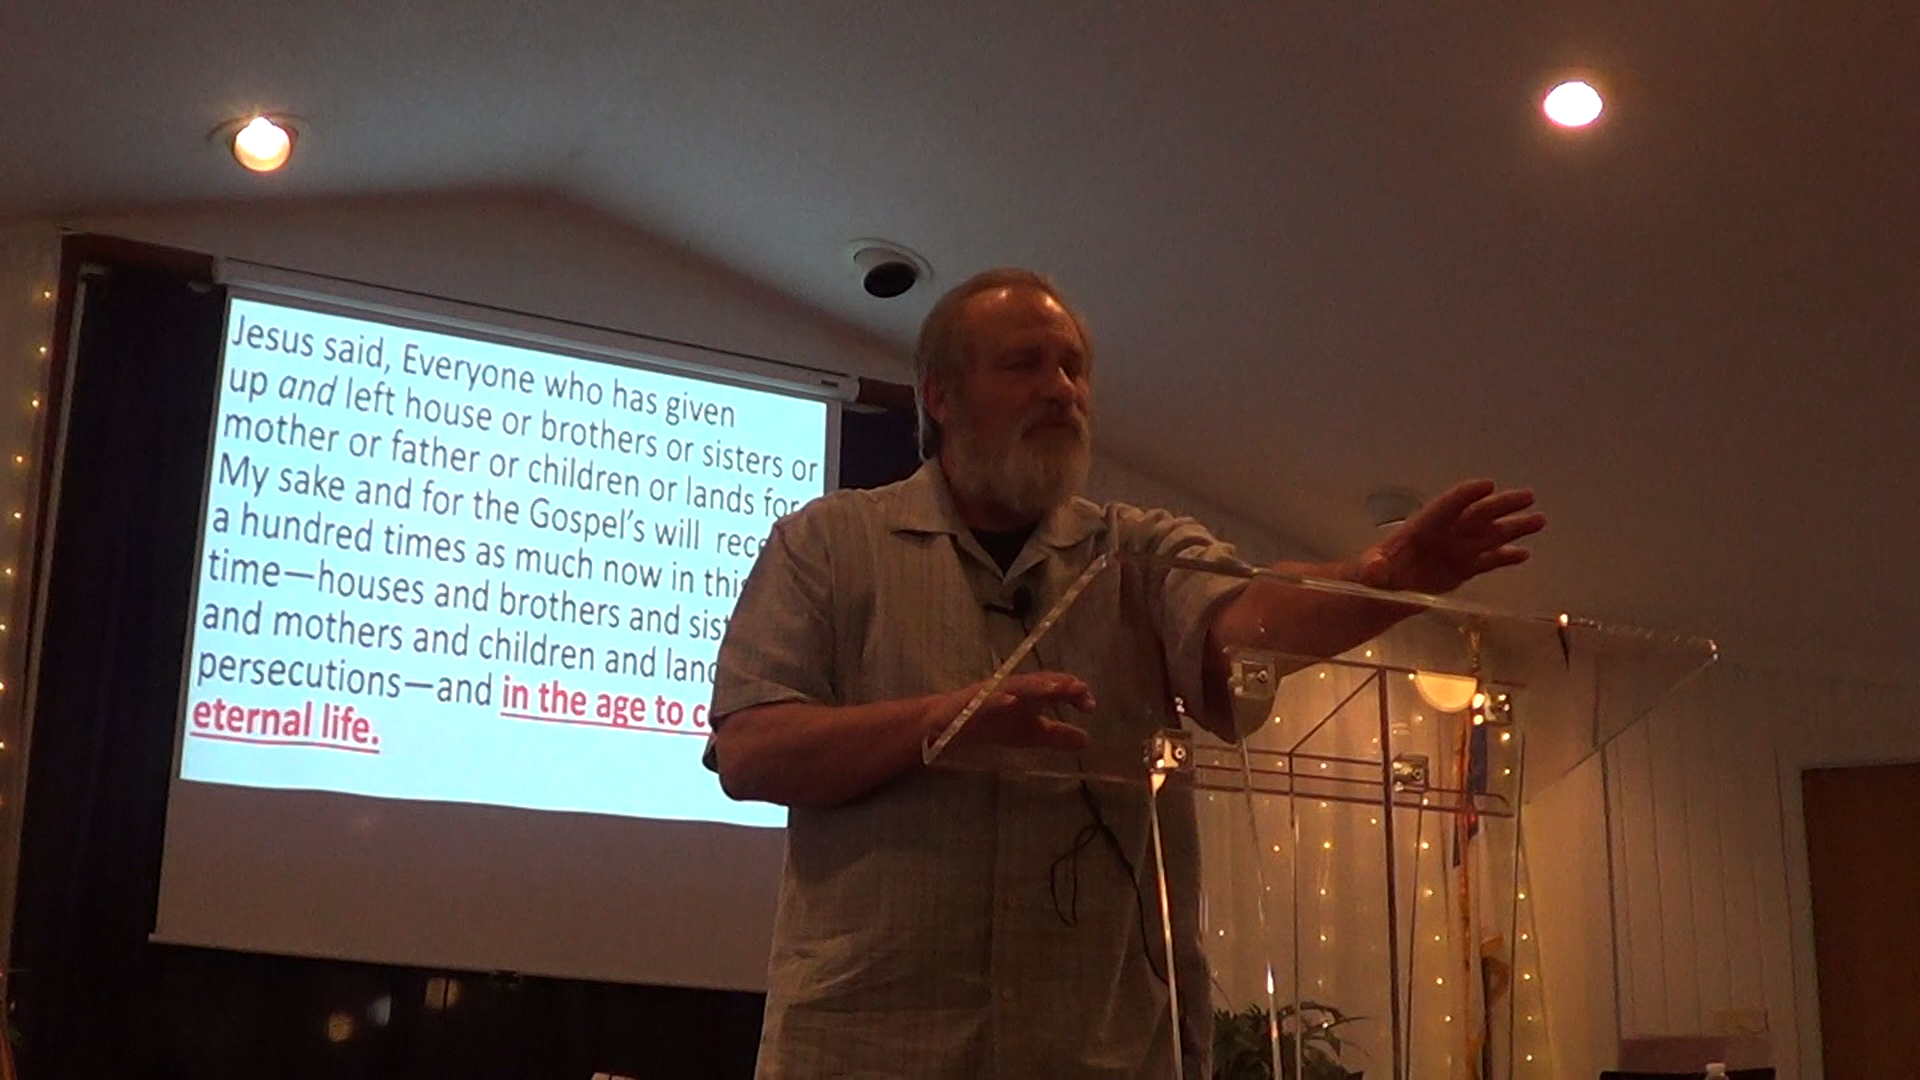 Jesus said, Everyone who has given
up and left house or brothers or sisters or
mother or father or children or lands for
My sake and for the Gospel's will
a hundred times as much now in this
time—houses and brothers and
and mothers and children and
persecutions—and in the age to
eternal life.